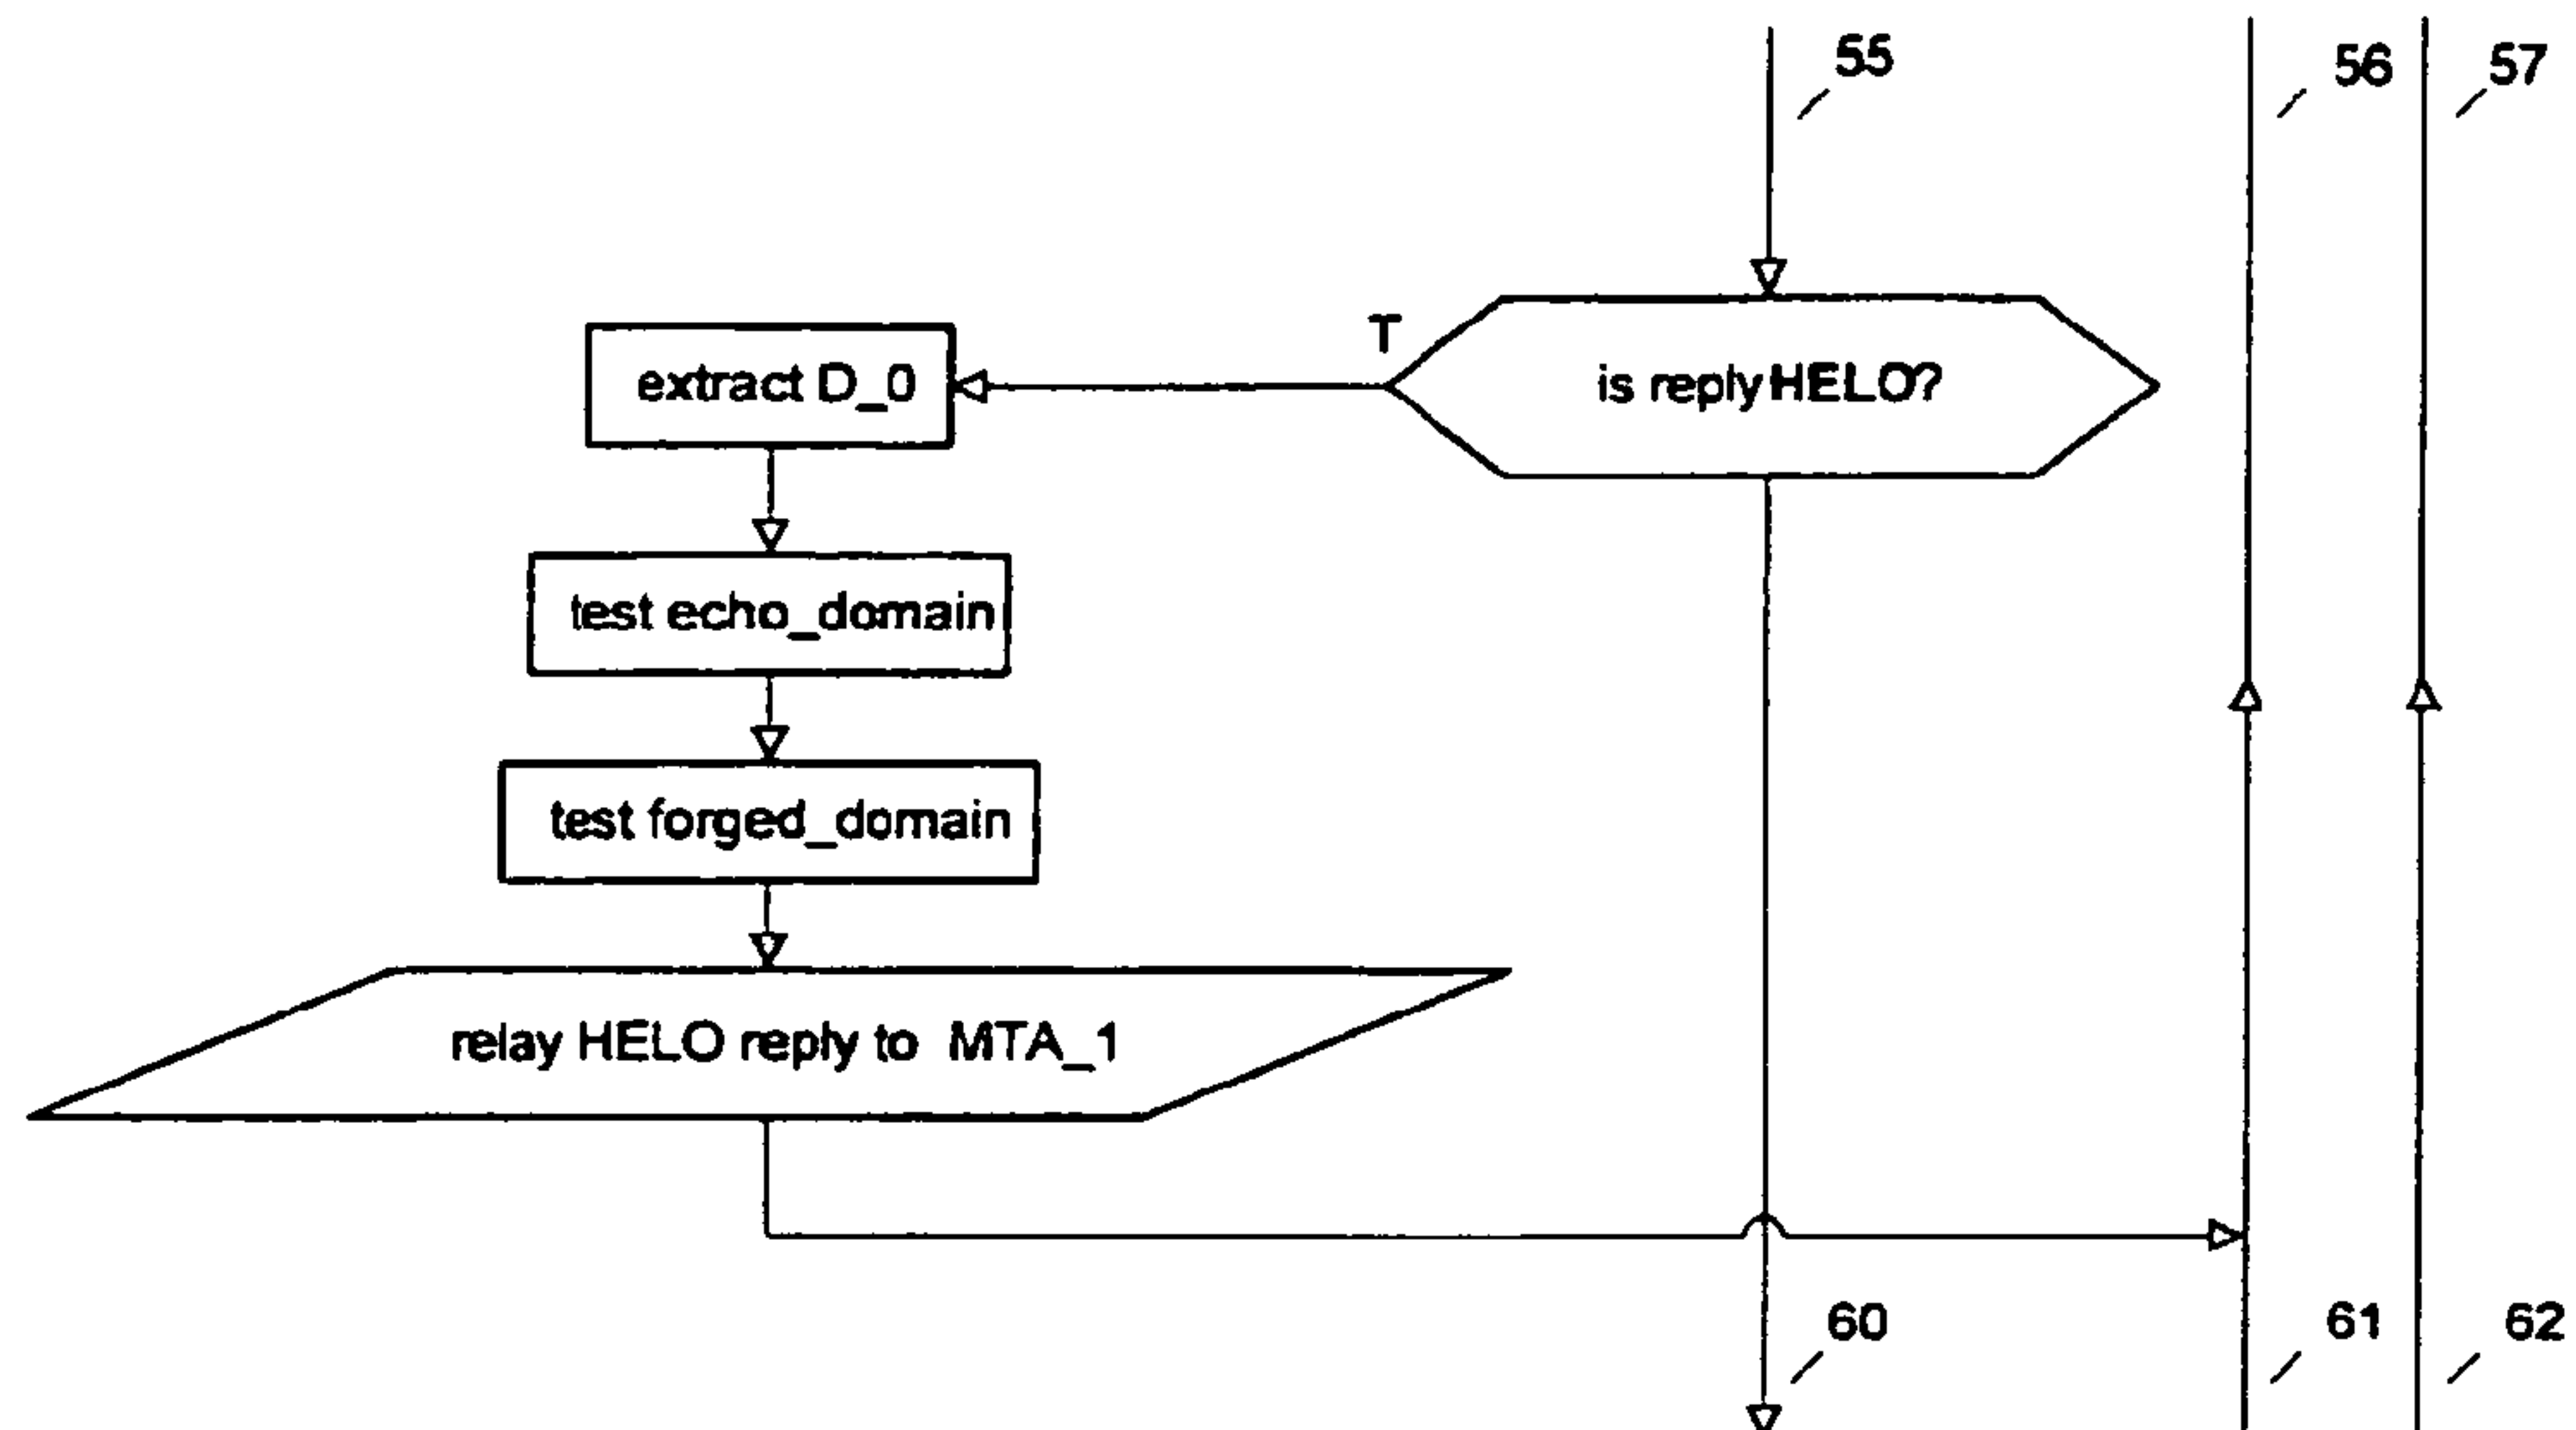 55
56
57
T
is reply HELO?
extract D_0
test echo_domain
test forged_domain
relay HELO reply to MTA_1
60
61
62